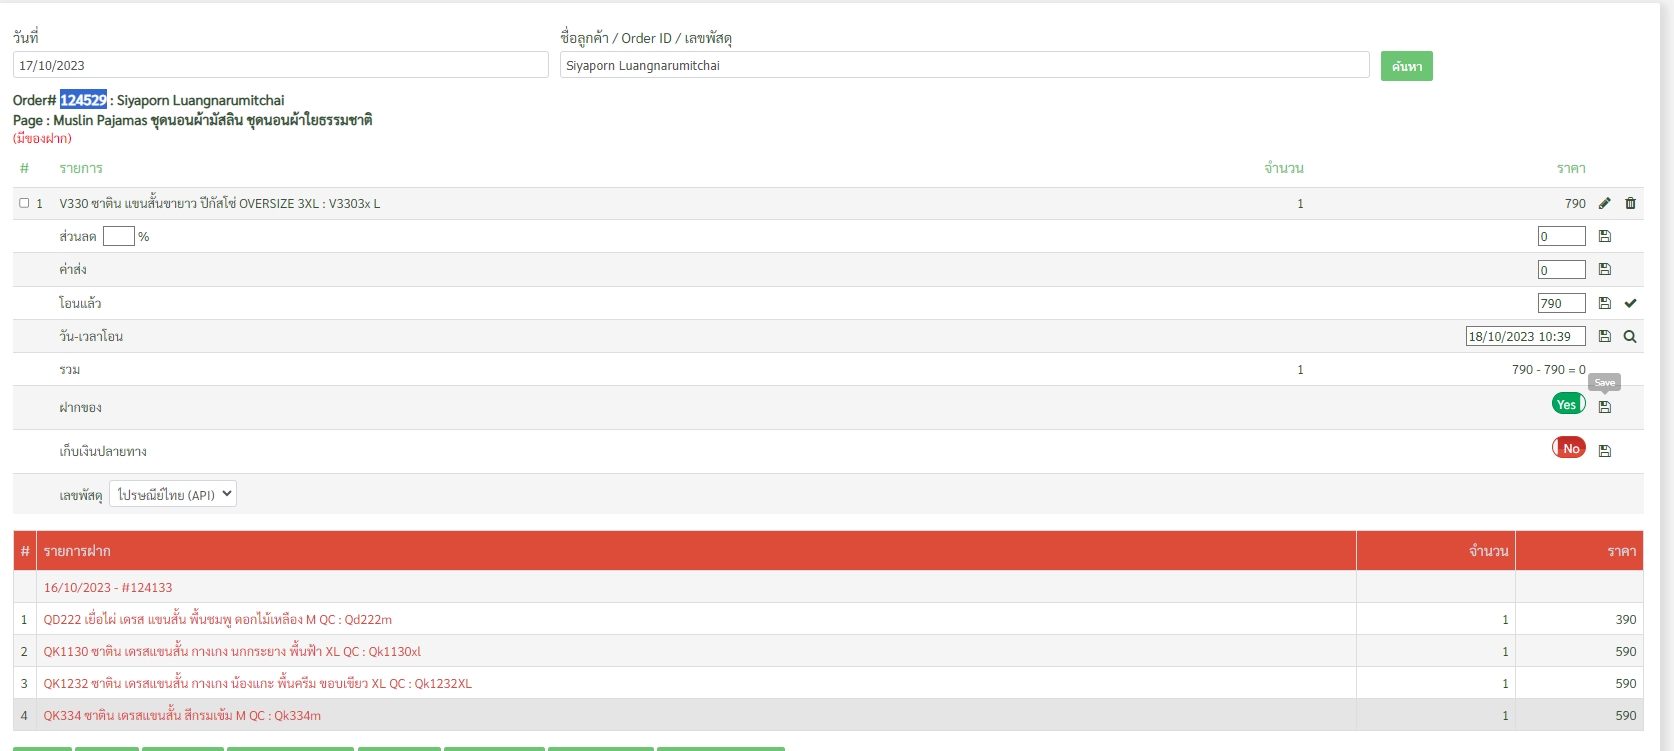 วันที่
ชื่อลูกค้า / Order ID / เลขพัสดุ
17/10/2023
Siyaporn Luangnarumitchai
ค้นหา
Order# 124529 : Siyaporn Luangnarumitchai
Page : Muslin Pajamas ชุดนอนผ้ามัสลิน ชุดนอนผ้าใยธรรมชาติ
(มีของฝาก)
# รายการ จำนวน ราคา
1 V330 ซาติน แขนสั้นขายาว ปีกัสโซ่ OVERSIZE 3XL : V3303x L 1 790
ส่วนลด % 0
ค่าส่ง 0
โอนแล้ว 790
วัน-เวลาโอน 18/10/2023 10:39
รวม 1 790 - 790 = 0
Save
ฝากของ Yes
เก็บเงินปลายทาง No
เลขพัสดุ ไปรษณีย์ไทย (API)
# รายการฝาก จำนวน ราคา
16/10/2023 - #124133
1 QD222 เยื่อไผ่ เดรส แขนสั้น พื้นชมพู ดอกไม้เหลือง M QC : Qd222m 1 390
2 QK1130 ซาติน เดรสแขนสั้น กางเกง นกกระยาง พื้นฟ้า XL QC : Qk1130xl 1 590
3 QK1232 ซาติน เดรสแขนสั้น กางเกง น้องแกะ พื้นครีม ขอบเขียว XL QC : Qk1232XL 1 590
4 QK334 ซาติน เดรสแขนสั้น สีกรมเข้ม M QC : Qk334m 1 590